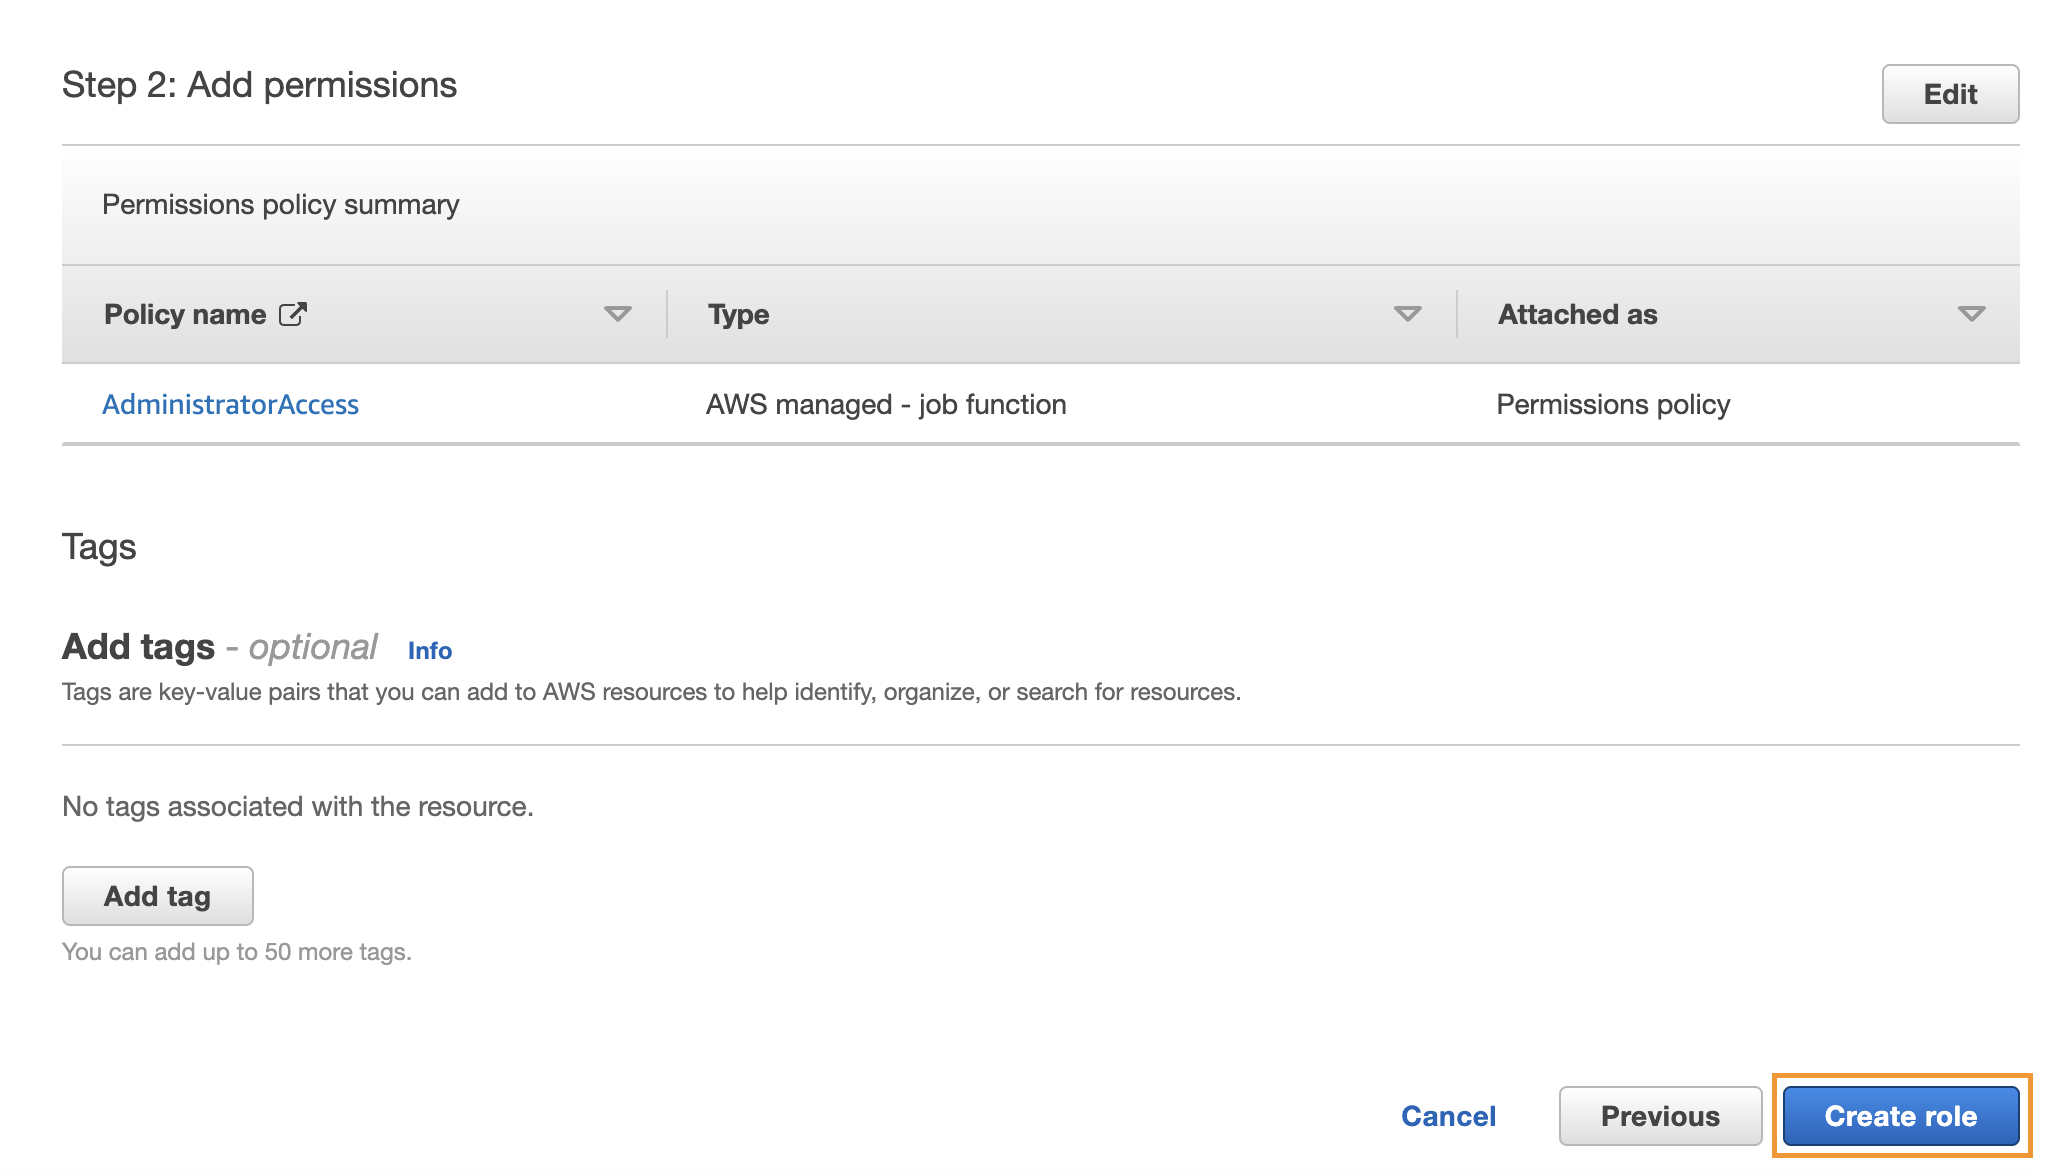 Step 2: Add permissions
Edit
Permissions policy summary
Policy name Type Attached as
AdministratorAccess AWS managed - job function Permissions policy
Tags
Add tags - optional Info
Tags are key-value pairs that you can add to AWS resources to help identify, organize, or search for resources.
No tags associated with the resource.
Add tag
You can add up to 50 more tags.
Cancel Previous Create role